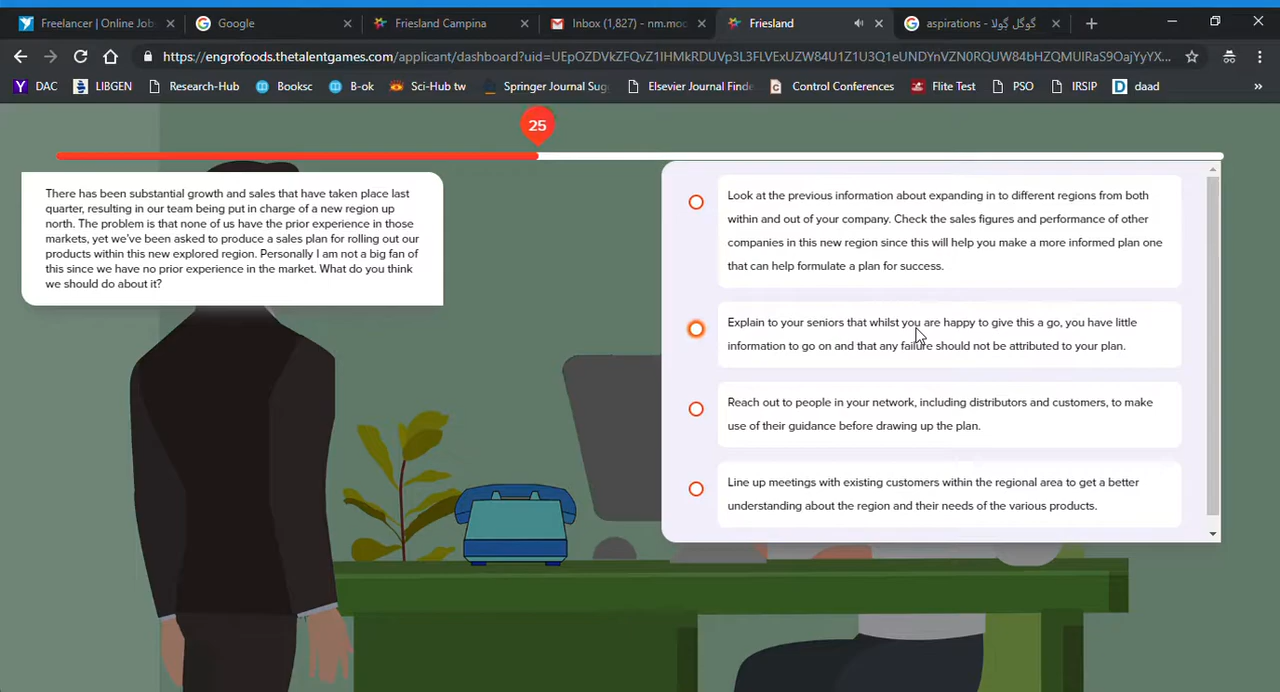 Freelancer | Online Job
Google
Friesland Campina
Inbox (1,827) - nm.moc
Friesland
aspirations - گوگل گولا
https://engrofoods.thetalentgames.com/applicant/dashboard?uid=UEpOZDVkZFQvZ1IHMkRDUVp3L3FLVExUZW84U1Z1U3Q1eUNDYnVZN0RQUW84bHZQMUIRaS9OajYyYX...
DAC
LIBGEN
Research-Hub
Booksc
B-ok
Sci-Hub tw
Springer Journal Sug
Elsevier Journal Finde
Control Conferences
Flite Test
PSO
IRSIP
daad
25
There has been substantial growth and sales that have taken place last
quarter, resulting in our team being put in charge of a new region up
north. The problem is that none of us have the prior experience in those
markets, yet we've been asked to produce a sales plan for rolling out our
products within this new explored region. Personally I am not a big fan of
this since we have no prior experience in the market. What do you think
we should do about it?
Look at the previous information about expanding in to different regions from both
within and out of your company. Check the sales figures and performance of other
companies in this new region since this will help you make a more informed plan one
that can help formulate a plan for success.
Explain to your seniors that whilst you are happy to give this a go, you have little
information to go on and that any failure should not be attributed to your plan.
Reach out to people in your network, including distributors and customers, to make
use of their guidance before drawing up the plan.
Line up meetings with existing customers within the regional area to get a better
understanding about the region and their needs of the various products.